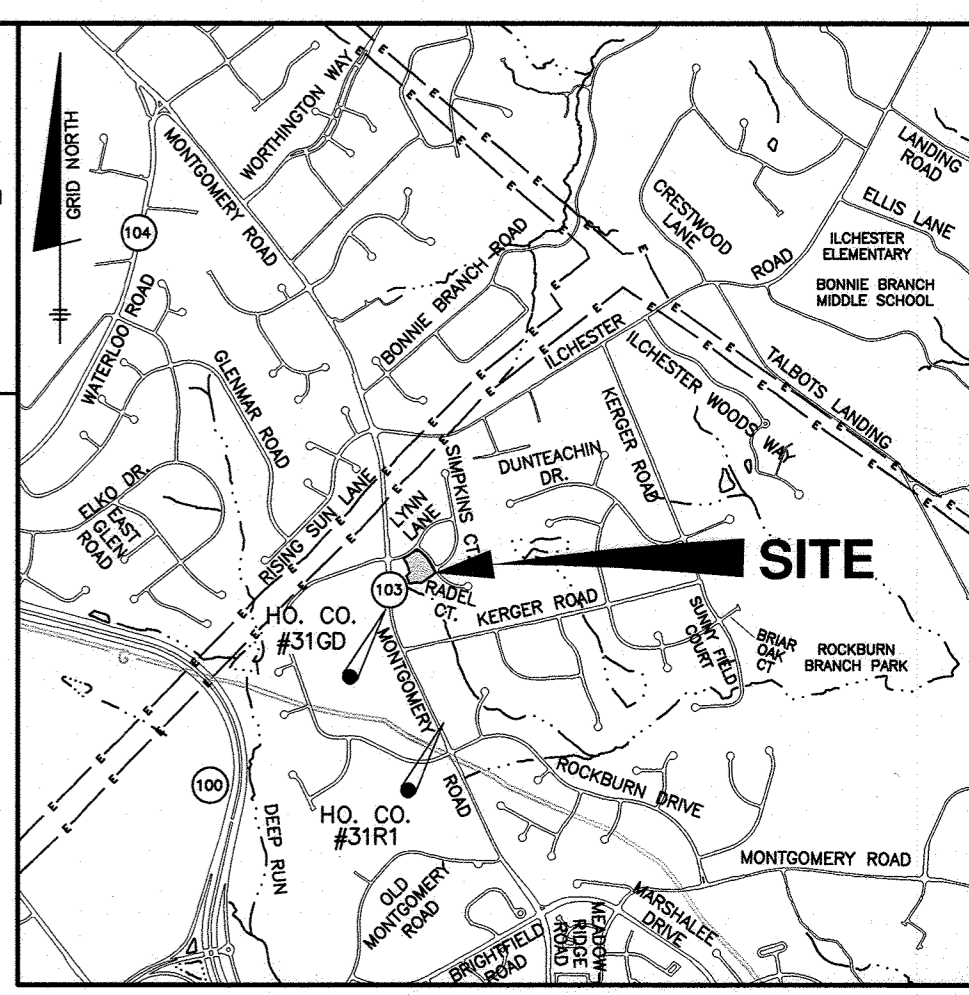 GRID NORTH
WORTHINGTON WAY
MONTGOMERY ROAD
104
WATERLOO ROAD
LANDING
ROAD
ELLIS LANE
CRESTWOOD
LANE
ROAD
ILCHESTER
ELEMENTARY
BONNIE BRANCH
MIDDLE SCHOOL
BONNIE BRANCH ROAD
ILCHESTER
ILCHESTER WOODS WAY
TALBOTS LANDING
GLENMAR ROAD
KERGER ROAD
ELKO DR.
EAST
GLEN
ROAD
RISING SUN LANE
LYNN
LANE
SIMPKINS CT.
DUNTEACHIN
DR.
SITE
103
RADEL
CT.
KERGER ROAD
HO. CO.
#31GD
SUNNY FIELD
COURT
BRIAR
OAK
CT
ROCKBURN
BRANCH PARK
MONTGOMERY
ROAD
100
DEEP RUN
HO. CO.
#31R1
ROCKBURN DRIVE
MONTGOMERY ROAD
OLD
MONTGOMERY
ROAD
MARSHALEE
DRIVE
BRIGHTFIELD
ROAD
MEADOW
RIDGE
ROAD
E E E E E E E E E E E E E E E E E E E E E E E E E E E E E E
G